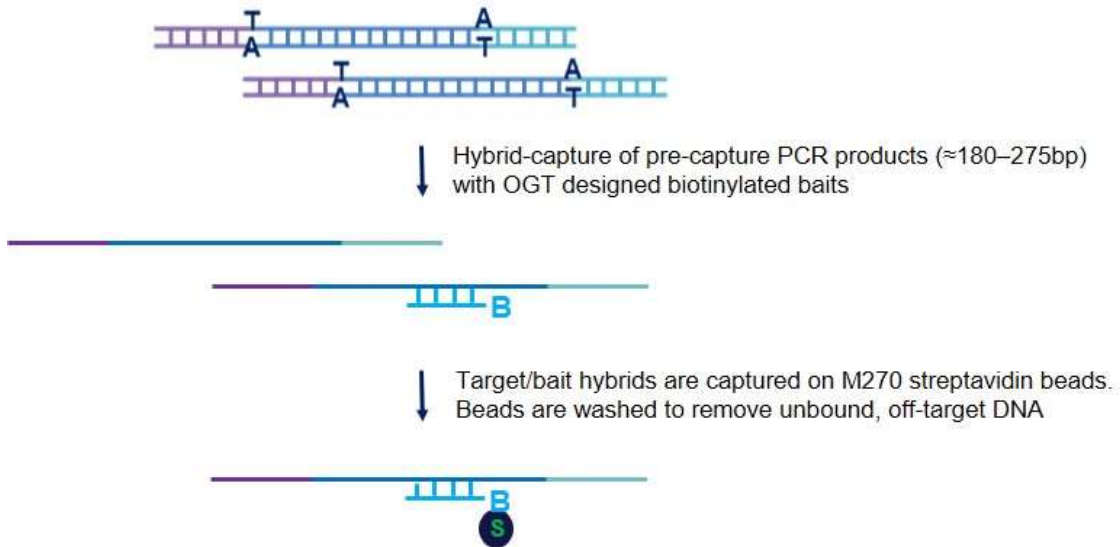 T A
A T
T A
A T
Hybrid-capture of pre-capture PCR products (≈180–275bp)
with OGT designed biotinylated baits
B
Target/bait hybrids are captured on M270 streptavidin beads.
Beads are washed to remove unbound, off-target DNA
B
S